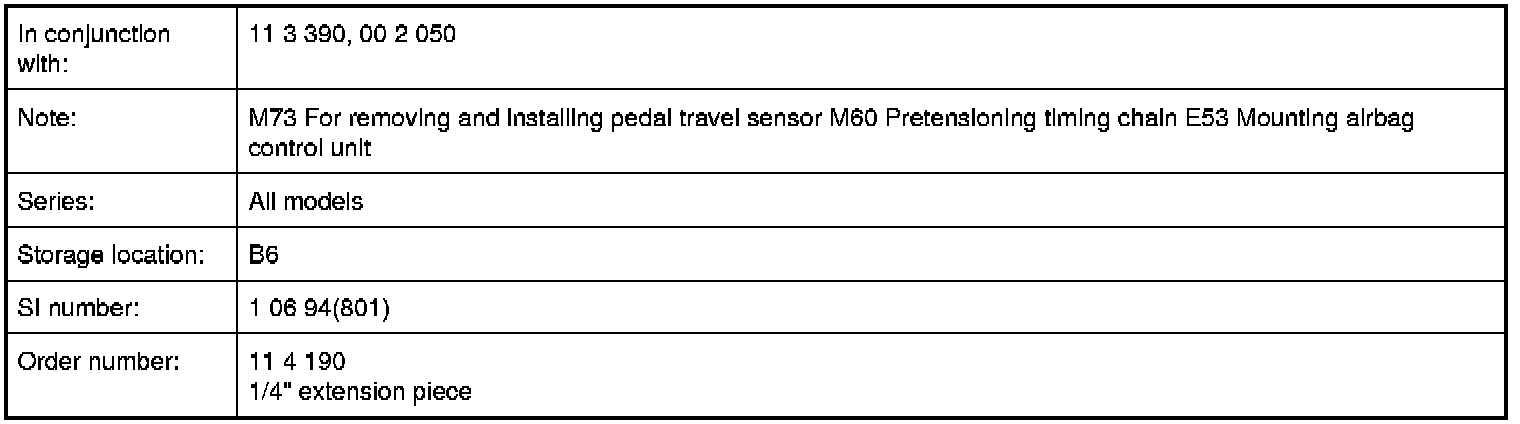 In conjunction
with:
11 3 390, 00 2 050
Note:
M73 For removing and installing pedal travel sensor M60 Pretensioning timing chain E53 Mounting airbag
control unit
Series:
All models
Storage location:
B6
SI number:
1 06 94(801)
Order number:
11 4 190
1/4" extension piece